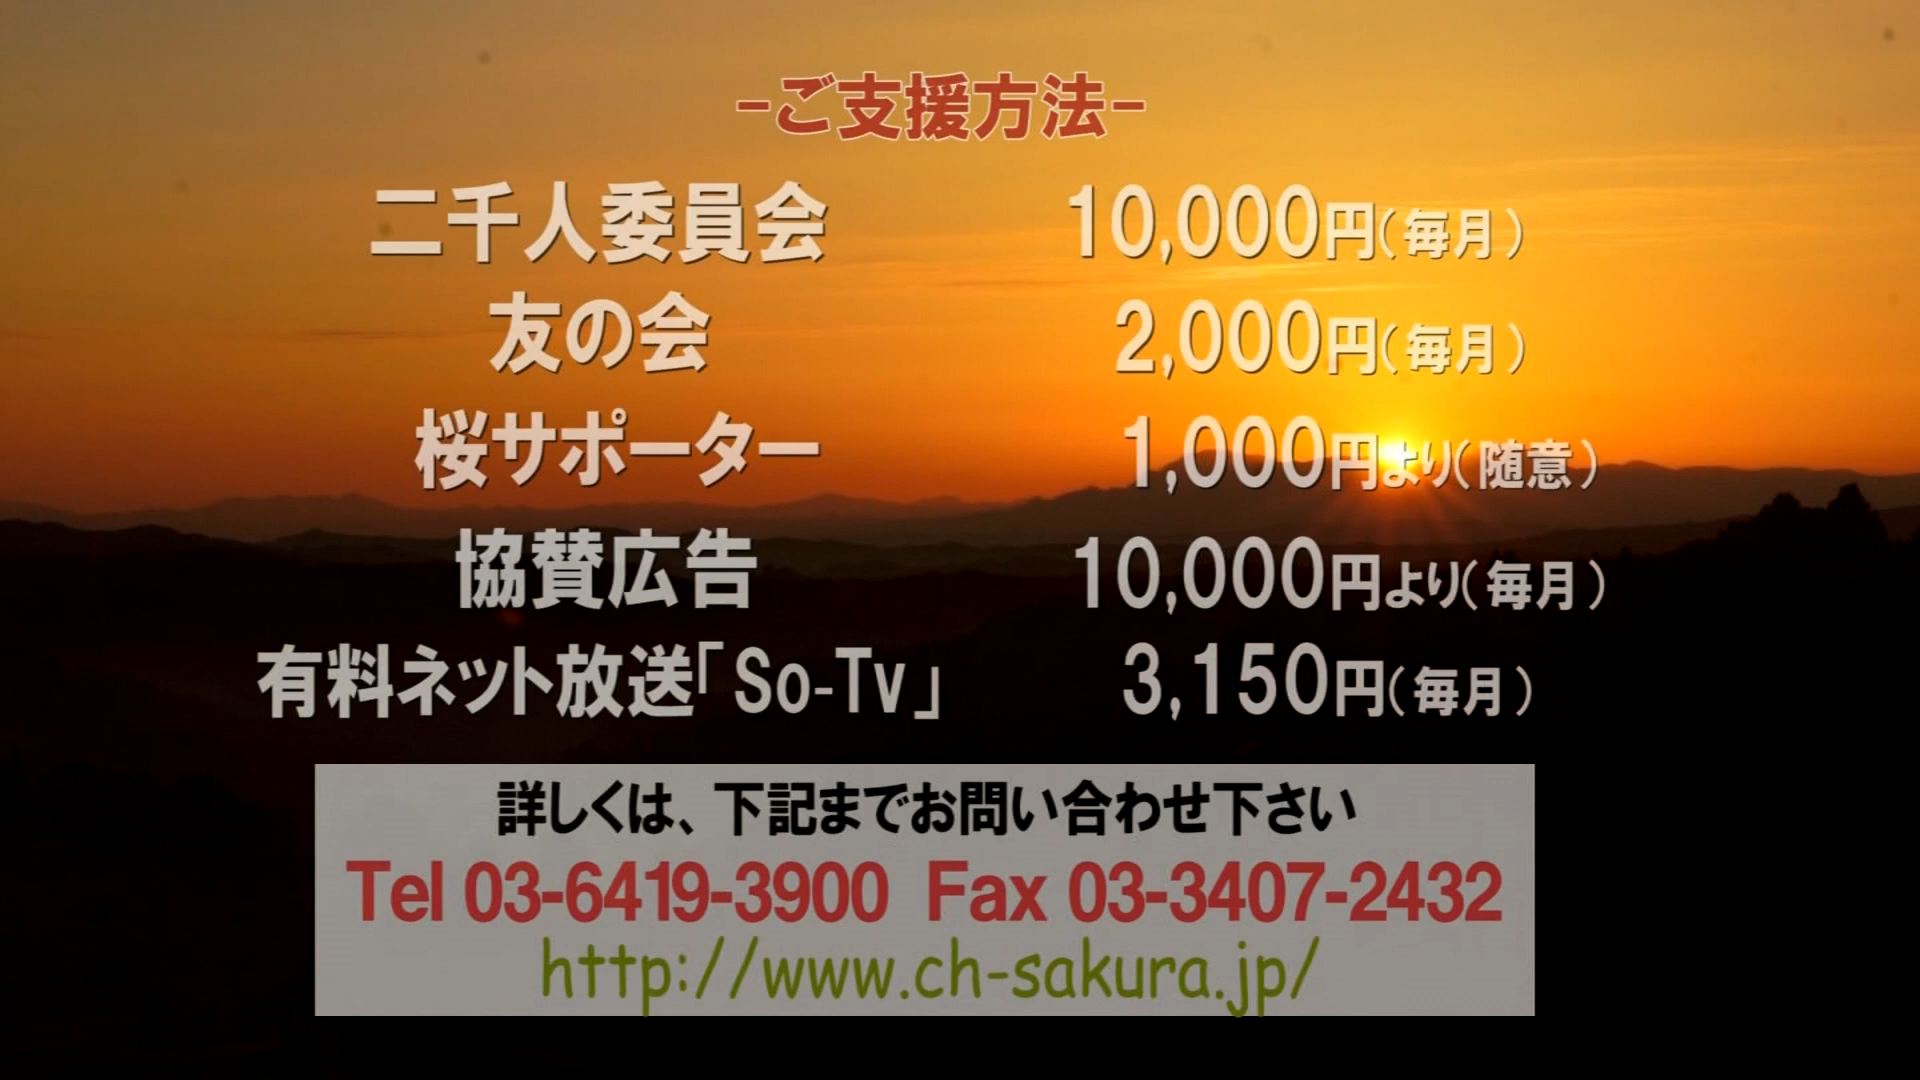 -ご支援方法-
二千人委員会 10,000円(毎月)
友の会 2,000円(毎月)
桜サポーター 1,000円より(随意)
協賛広告 10,000円より(毎月)
有料ネット放送「So-Tv」 3,150円(毎月)
詳しくは、下記までお問い合わせ下さい
Tel 03-6419-3900 Fax 03-3407-2432
http://www.ch-sakura.jp/